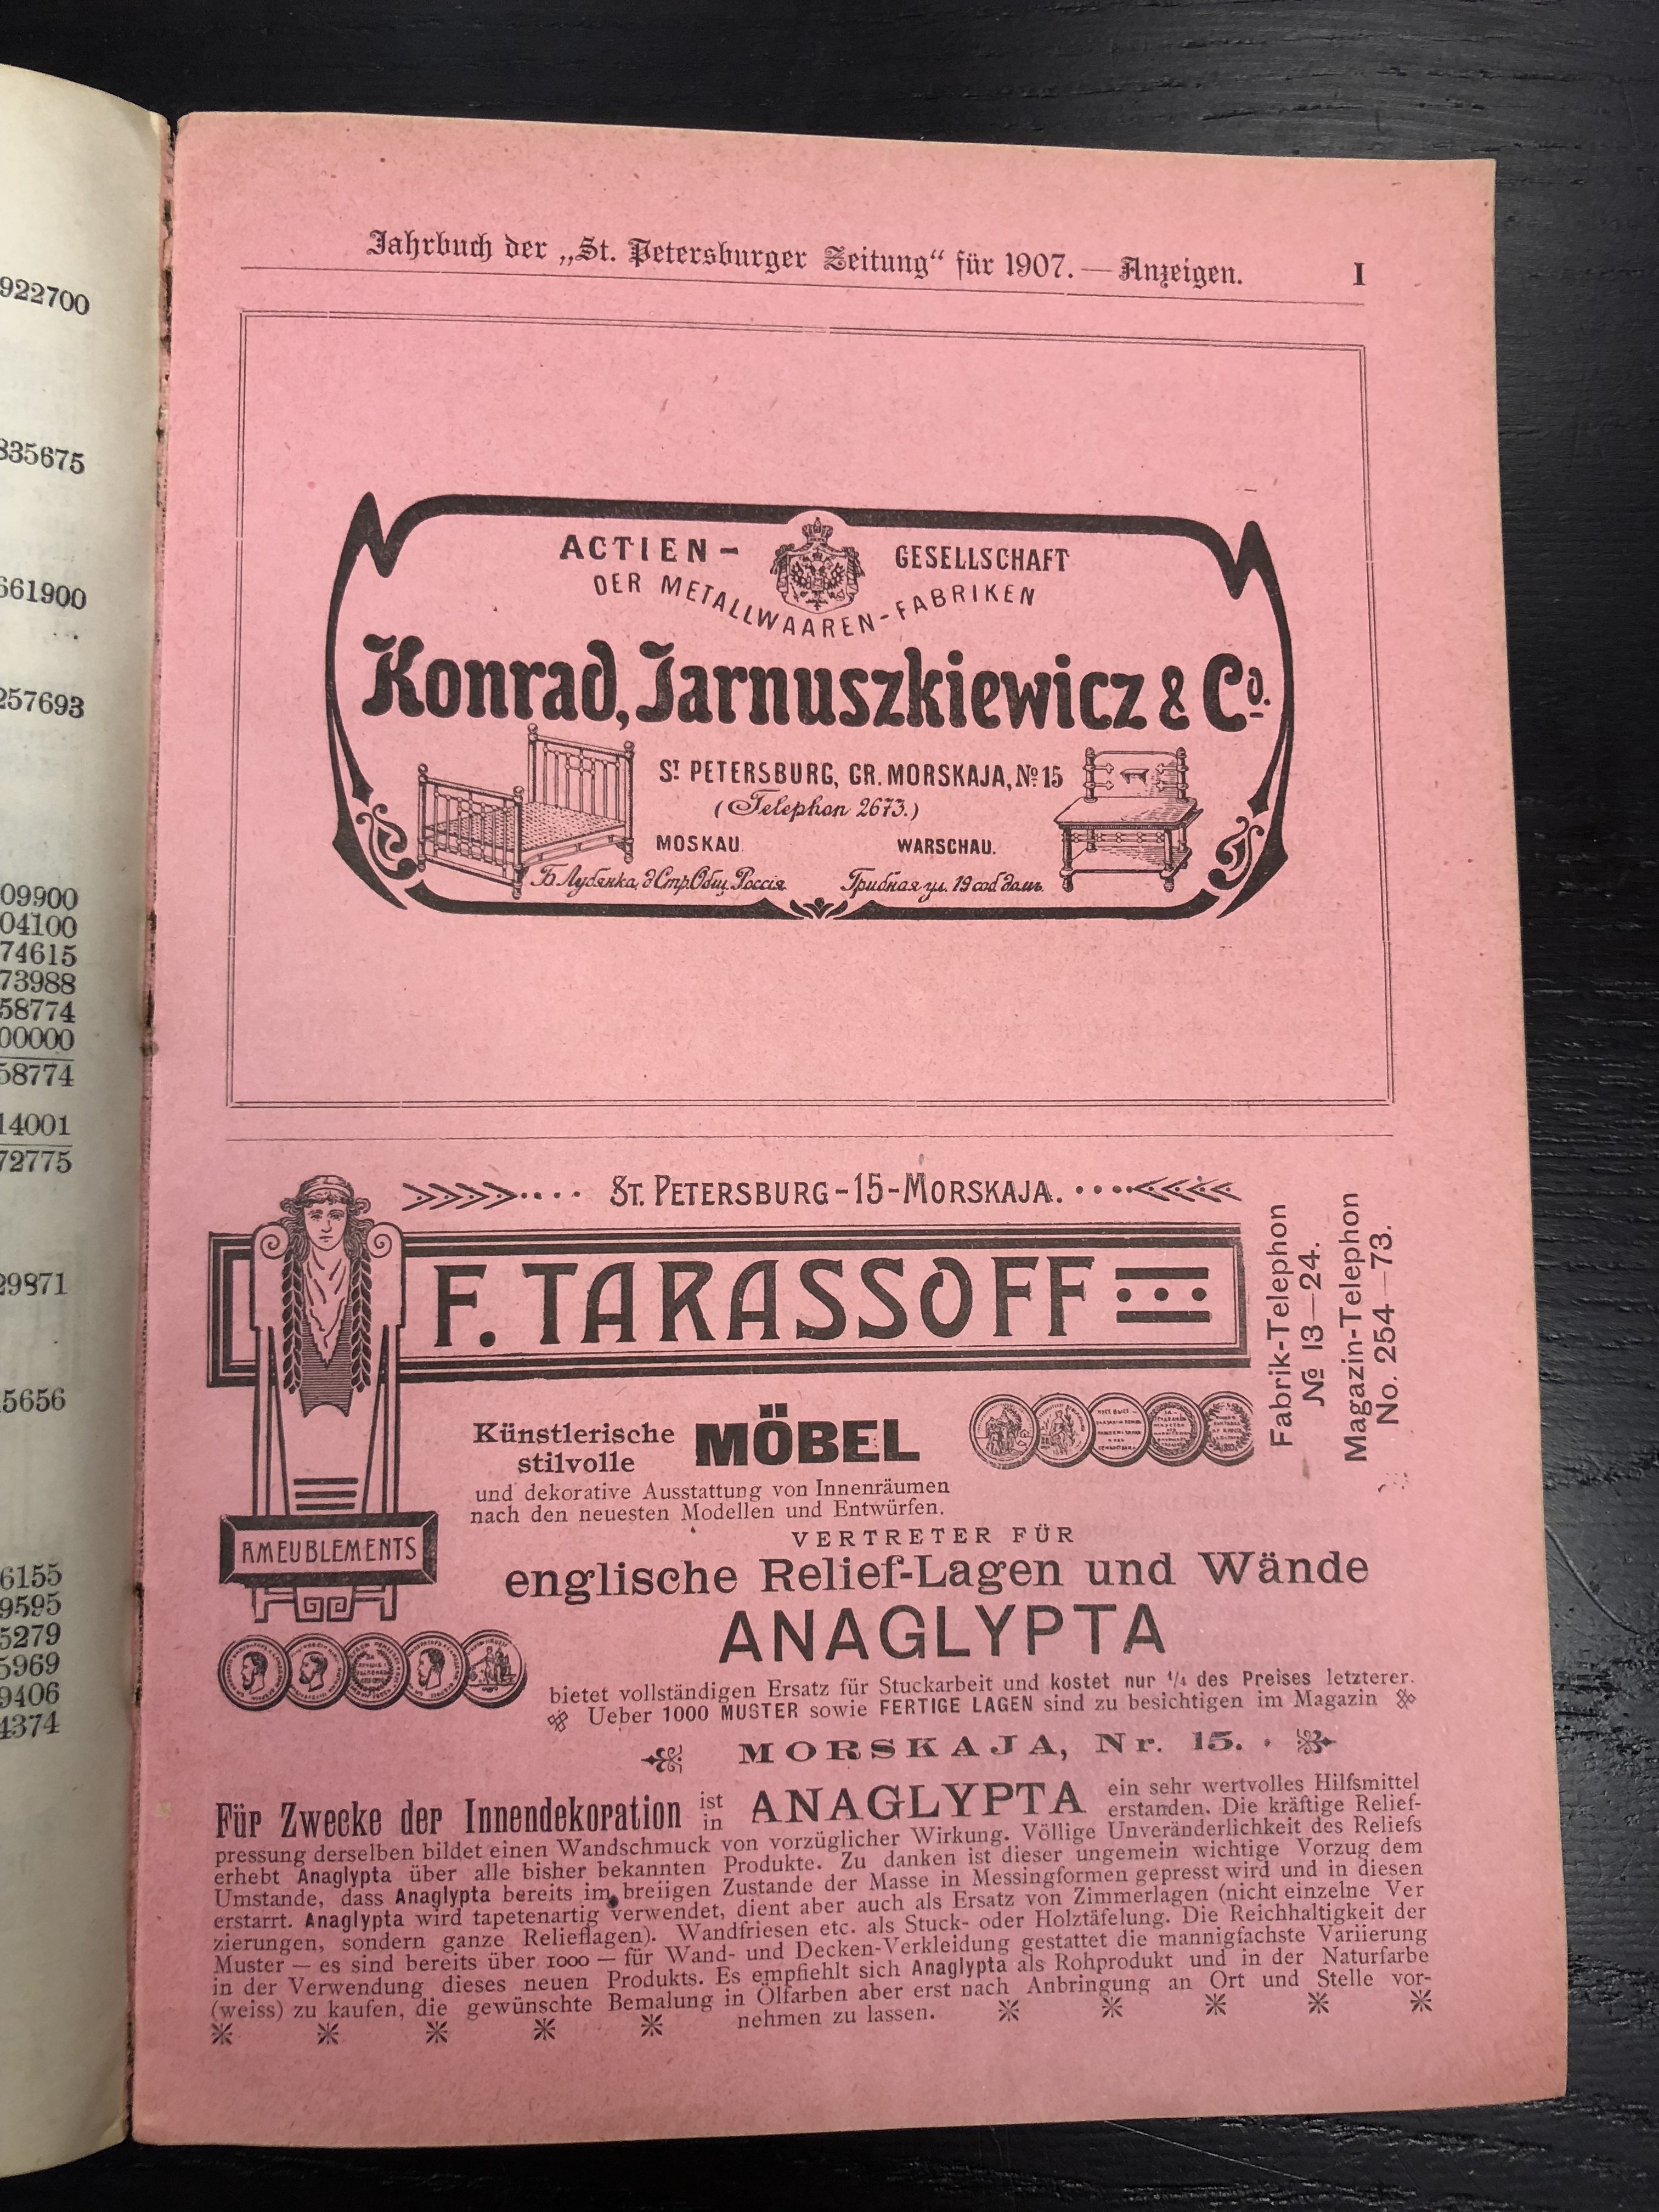 922700
835675
661900
257693
09900
04100
74615
73988
58774
00000
58774
14001
72775
29871
5656
6155
9595
5279
5969
9406
4374
Jahrbuch der „St. Petersburger Zeitung“ für 1907. — Anzeigen. I
ACTIEN- GESELLSCHAFT
DER METALLWAAREN-FABRIKEN
Konrad, Jarnuszkiewicz & Co.
ST PETERSBURG, GR. MORSKAJA, № 15
(Telephon 2673.)
MOSKAU. WARSCHAU.
Б Лубянка, д Стр. Общ. Россія Грибная ул. 19 соб домъ
ST. PETERSBURG-15-MORSKAJA.
F. TARASSOFF
Fabrik-Telephon
№ 13—24.
Magazin-Telephon
No. 254—73.
Künstlerische
stilvolle MÖBEL
und dekorative Ausstattung von Innenräumen
nach den neuesten Modellen und Entwürfen.
AMEUBLEMENTS
VERTRETER FÜR
englische Relief-Lagen und Wände
ANAGLYPTA
bietet vollständigen Ersatz für Stuckarbeit und kostet nur ¼ des Preises letzterer.
Ueber 1000 MUSTER sowie FERTIGE LAGEN sind zu besichtigen im Magazin
MORSKAJA, Nr. 15.
Für Zwecke der Innendekoration ist in ANAGLYPTA ein sehr wertvolles Hilfsmittel
erstanden. Die kräftige Relief-
pressung derselben bildet einen Wandschmuck von vorzüglicher Wirkung. Völlige Unveränderlichkeit des Reliefs
erhebt Anaglypta über alle bisher bekannten Produkte. Zu danken ist dieser ungemein wichtige Vorzug dem
Umstande, dass Anaglypta bereits im breiigen Zustande der Masse in Messingformen gepresst wird und in diesen
erstarrt. Anaglypta wird tapetenartig verwendet, dient aber auch als Ersatz von Zimmerlagen (nicht einzelne Ver
zierungen, sondern ganze Relieflagen). Wandfriesen etc. als Stuck- oder Holztäfelung. Die Reichhaltigkeit der
Muster — es sind bereits über 1000 — für Wand- und Decken-Verkleidung gestattet die mannigfachste Variierung
in der Verwendung dieses neuen Produkts. Es empfiehlt sich Anaglypta als Rohprodukt und in der Naturfarbe
(weiss) zu kaufen, die gewünschte Bemalung in Ölfarben aber erst nach Anbringung an Ort und Stelle vor-
nehmen zu lassen.